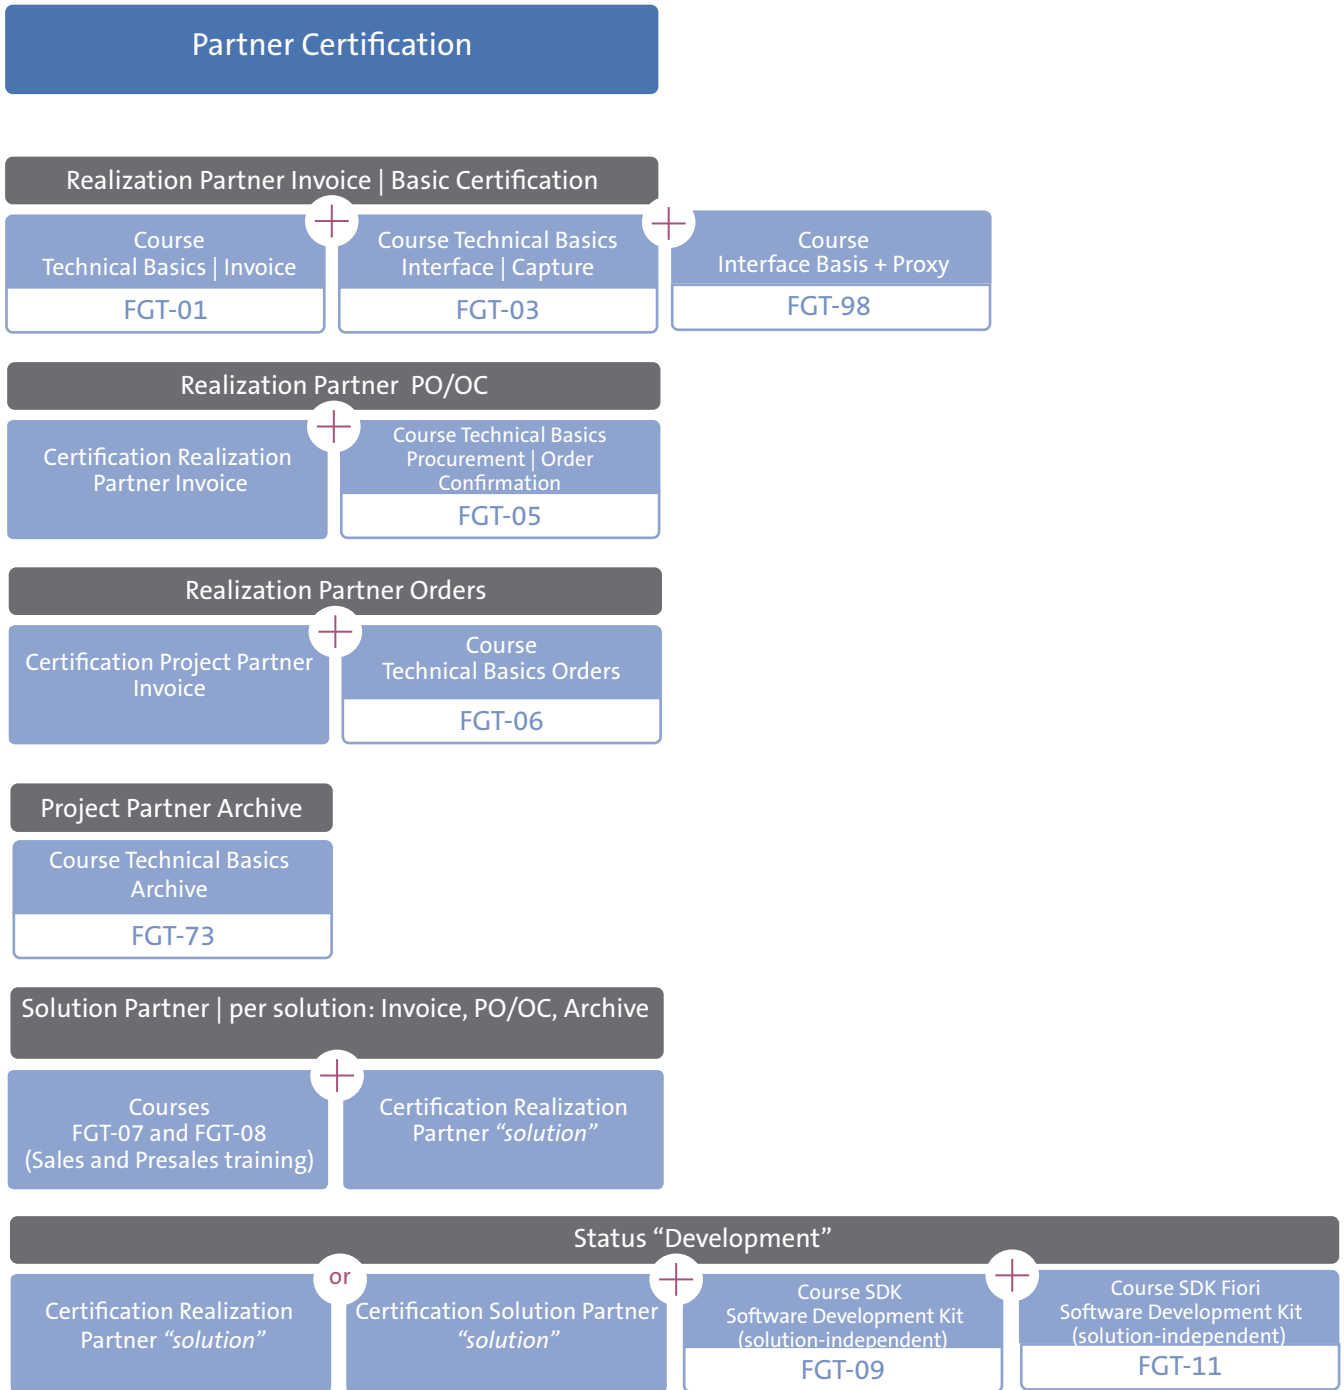 Partner Certification
Realization Partner Invoice | Basic Certification
Course
Technical Basics | Invoice
FGT-01
Course Technical Basics
Interface | Capture
FGT-03
Course
Interface Basis + Proxy
FGT-98
Realization Partner  PO/OC
Certification Realization
Partner Invoice
Course Technical Basics
Procurement | Order
Confirmation
FGT-05
Realization Partner Orders
Certification Project Partner
Invoice
Course
Technical Basics Orders
FGT-06
Project Partner Archive
Course Technical Basics
Archive
FGT-73
Solution Partner | per solution: Invoice, PO/OC, Archive
Courses
FGT-07 and FGT-08
(Sales and Presales training)
Certification Realization
Partner “solution”
Status “Development”
Certification Realization
Partner “solution”
or
Certification Solution Partner
“solution”
Course SDK
Software Development Kit
(solution-independent)
FGT-09
Course SDK Fiori
Software Development Kit
(solution-independent)
FGT-11